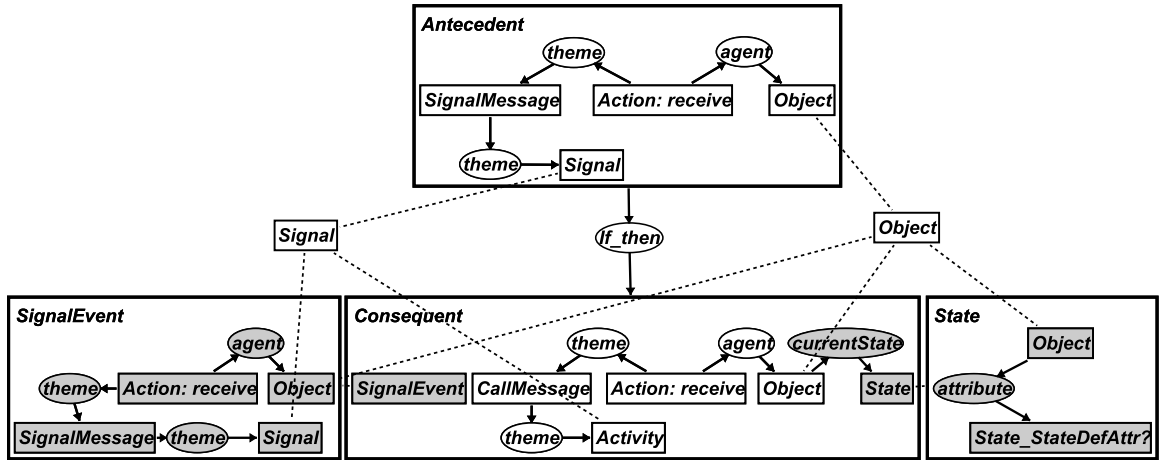 Antecedent
theme
agent
SignalMessage
Action: receive
Object
theme
Signal
Signal
If_then
Object
SignalEvent
agent
theme
Action: receive
Object
SignalMessage
theme
Signal
Consequent
theme
agent
currentState
SignalEvent
CallMessage
Action: receive
Object
State
theme
Activity
State
Object
attribute
State_StateDefAttr?